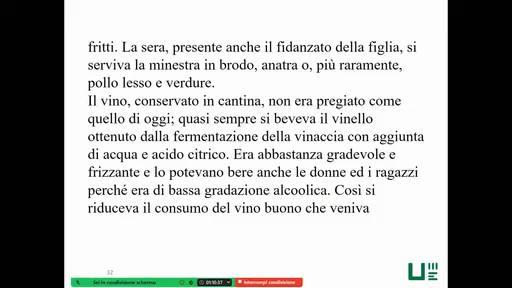 fritti. La sera, presente anche il fidanzato della figlia, si
serviva la minestra in brodo, anatra o, più raramente,
pollo lesso e verdure.
Il vino, conservato in cantina, non era pregiato come
quello di oggi; quasi sempre si beveva il vinello
ottenuto dalla fermentazione della vinaccia con aggiunta
di acqua e acido citrico. Era abbastanza gradevole e
frizzante e lo potevano bere anche le donne ed i ragazzi
perché era di bassa gradazione alcoolica. Così si
riduceva il consumo del vino buono che veniva
32
Sei in condivisione schermo
01:10:37
Interrompi condivisione